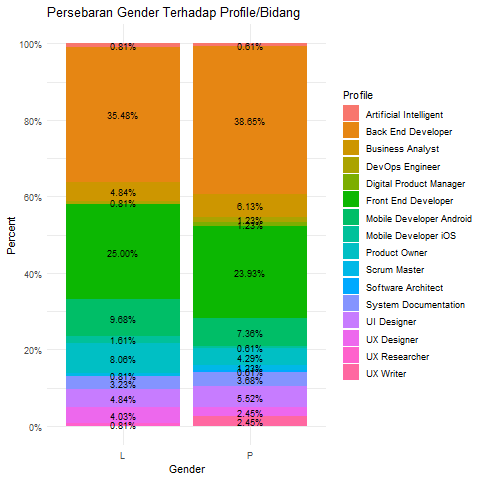 Persebaran Gender Terhadap Profile/Bidang
Percent
100%
80%
60%
40%
20%
0%
0.81%
35.48%
4.84%
0.81%
25.00%
9.68%
1.61%
8.06%
0.81%
3.23%
4.84%
4.03%
0.81%
0.61%
38.65%
6.13%
1.23%
1.23%
23.93%
7.36%
0.61%
4.29%
1.23%
0.61%
3.68%
5.52%
2.45%
2.45%
L
P
Gender
Profile
Artificial Intelligent
Back End Developer
Business Analyst
DevOps Engineer
Digital Product Manager
Front End Developer
Mobile Developer Android
Mobile Developer iOS
Product Owner
Scrum Master
Software Architect
System Documentation
UI Designer
UX Designer
UX Researcher
UX Writer